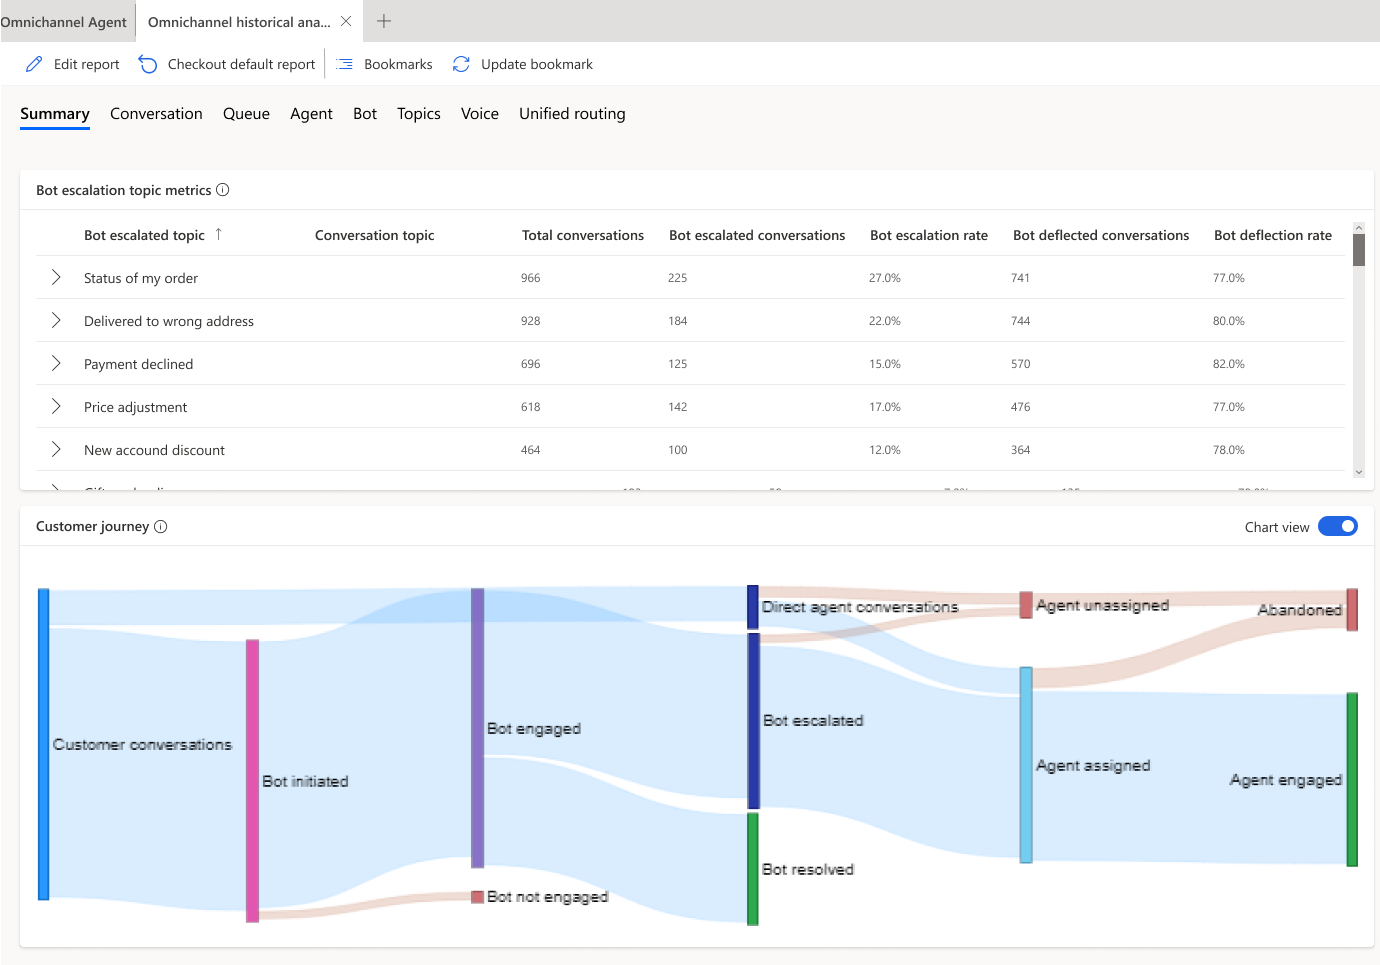 Omnichannel Agent
Omnichannel historical ana...
Edit report
Checkout default report
Bookmarks
Update bookmark
Summary Conversation Queue Agent Bot Topics Voice Unified routing
Bot escalation topic metrics
Bot escalated topic Conversation topic Total conversations Bot escalated conversations Bot escalation rate Bot deflected conversations Bot deflection rate
Status of my order 966 225 27.0% 741 77.0%
Delivered to wrong address 928 184 22.0% 744 80.0%
Payment declined 696 125 15.0% 570 82.0%
Price adjustment 618 142 17.0% 476 77.0%
New accound discount 464 100 12.0% 364 78.0%
Customer journey
Chart view
Direct agent conversations
Agent unassigned
Abandoned
Bot escalated
Bot engaged
Customer conversations
Agent assigned
Bot initiated
Agent engaged
Bot resolved
Bot not engaged